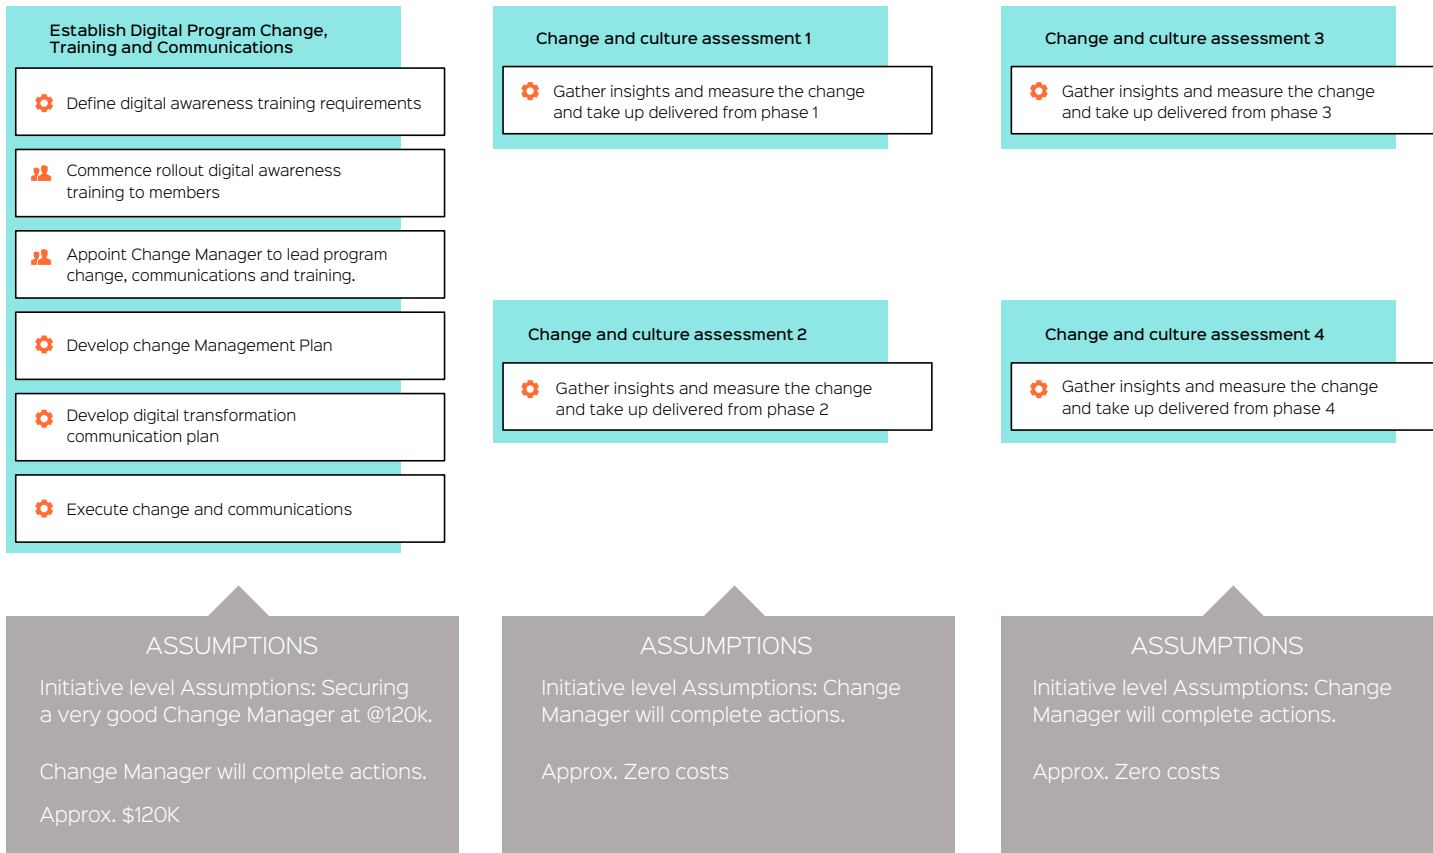 Establish Digital Program Change,
Training and Communications
Define digital awareness training requirements
Commence rollout digital awareness
training to members
Appoint Change Manager to lead program
change, communications and training.
Develop change Management Plan
Develop digital transformation
communication plan
Execute change and communications
Change and culture assessment 1
Gather insights and measure the change
and take up delivered from phase 1
Change and culture assessment 2
Gather insights and measure the change
and take up delivered from phase 2
Change and culture assessment 3
Gather insights and measure the change
and take up delivered from phase 3
Change and culture assessment 4
Gather insights and measure the change
and take up delivered from phase 4
ASSUMPTIONS
Initiative level Assumptions: Securing
a very good Change Manager at @120k.
Change Manager will complete actions.
Approx. $120K
ASSUMPTIONS
Initiative level Assumptions: Change
Manager will complete actions.
Approx. Zero costs
ASSUMPTIONS
Initiative level Assumptions: Change
Manager will complete actions.
Approx. Zero costs